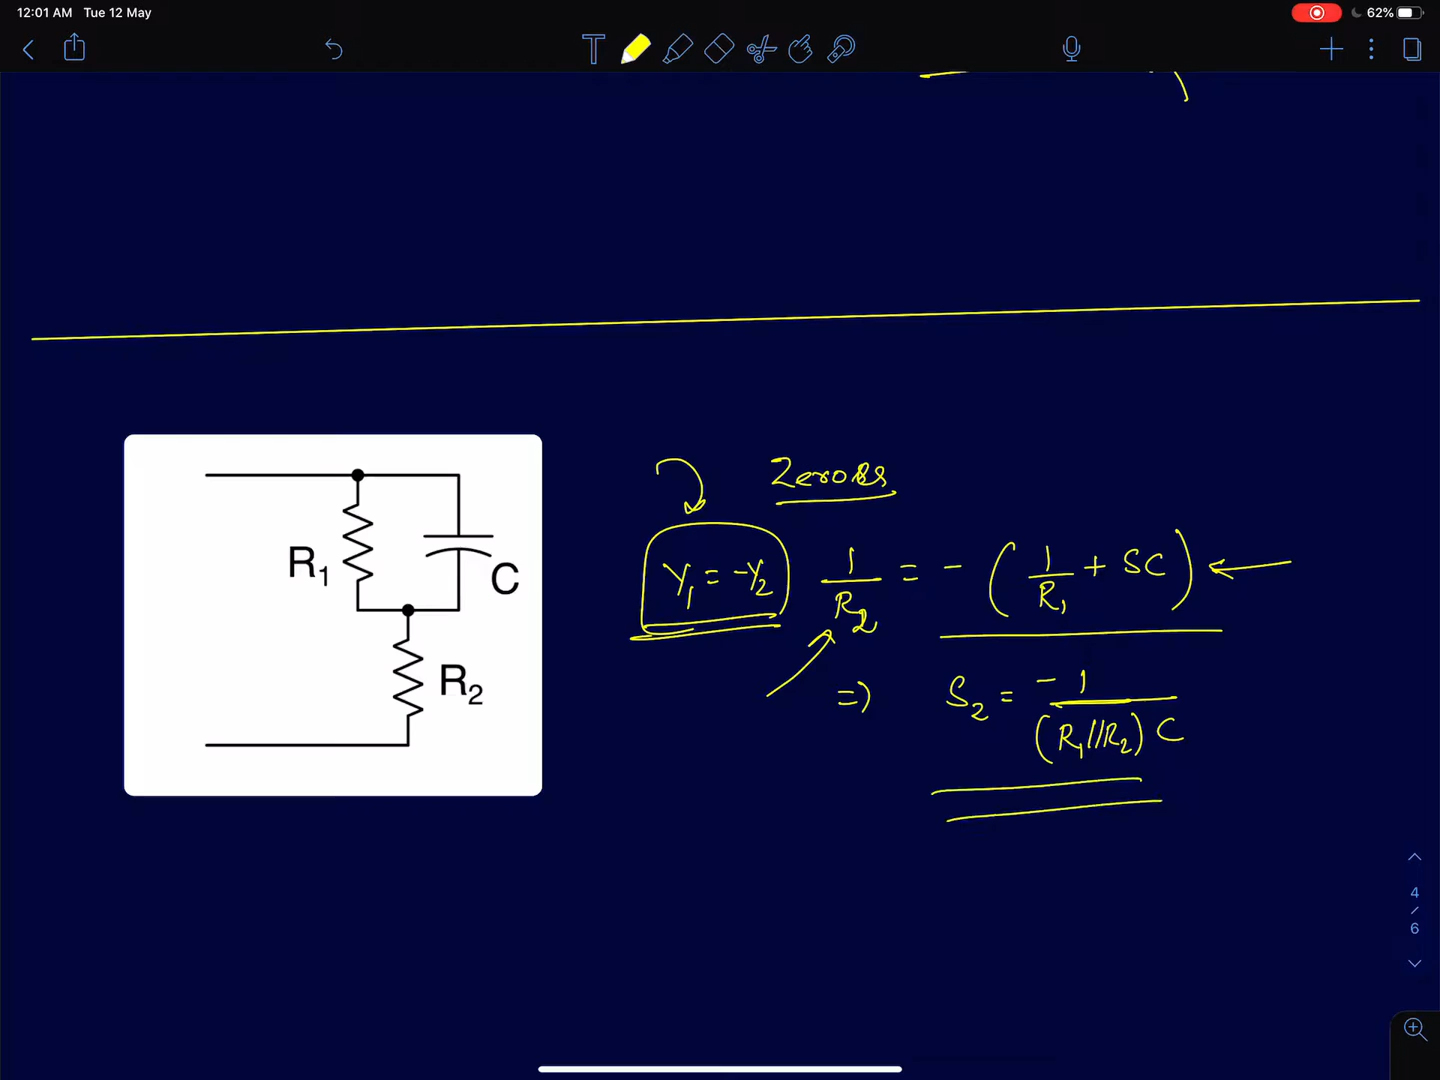 12:01 AM Tue 12 May 62%
T
Zeroes
R₁ C
Y₁ = -Y₂ 1/R₂ = - ( 1/R₁ + SC )
R₂
=) S₂ = -1/((R₁//R₂) C)
4
/
6